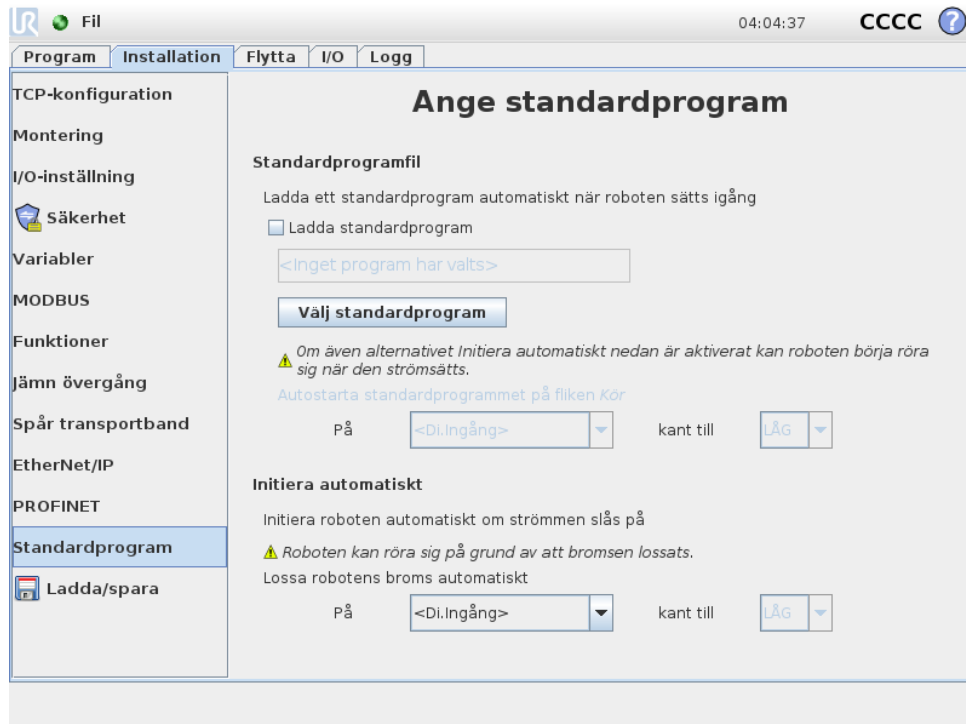 UR Fil 04:04:37 CCCC ?
Program Installation Flytta I/O Logg
TCP-konfiguration
Montering
I/O-inställning
Säkerhet
Variabler
MODBUS
Funktioner
Jämn övergång
Spår transportband
EtherNet/IP
PROFINET
Standardprogram
Ladda/spara
Ange standardprogram
Standardprogramfil
Ladda ett standardprogram automatiskt när roboten sätts igång
Ladda standardprogram
<Inget program har valts>
Välj standardprogram
Om även alternativet Initiera automatiskt nedan är aktiverat kan roboten börja röra
sig när den strömsätts.
Autostarta standardprogrammet på fliken Kör
På <Di.Ingång> kant till LÅG
Initiera automatiskt
Initiera roboten automatiskt om strömmen slås på
Roboten kan röra sig på grund av att bromsen lossats.
Lossa robotens broms automatiskt
På <Di.Ingång> kant till LÅG